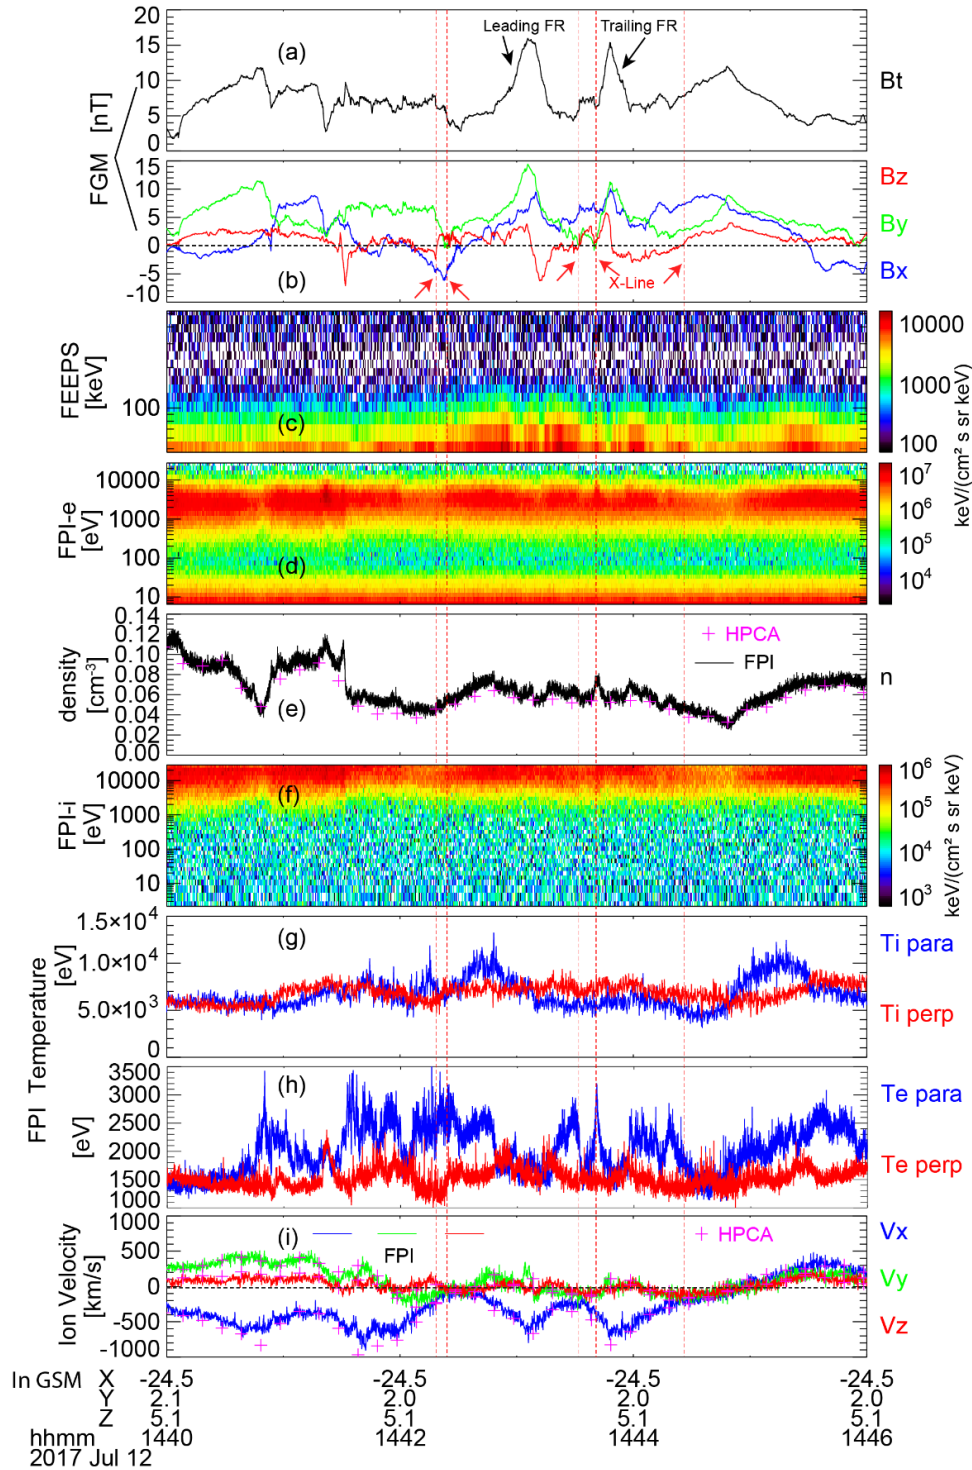 20
15
10
5
0
(a)
Leading FR
Trailing FR
Bt
FGM [nT]
15
10
5
0
-5
-10
(b)
X-Line
Bz
By
Bx
FEEPS
[keV]
100
(c)
10000
1000
100
keV/(cm² s sr keV)
FPI-e
[eV]
10000
1000
100
10
(d)
10⁷
10⁶
10⁵
10⁴
density
[cm⁻³]
0.14
0.12
0.10
0.08
0.06
0.04
0.02
0.00
(e)
+ HPCA
FPI
n
FPI-i
[eV]
10000
1000
100
10
(f)
10⁶
10⁵
10⁴
10³
keV/(cm² s sr keV)
FPI Temperature
[eV]
1.5×10⁴
1.0×10⁴
5.0×10³
0
(g)
Ti para
Ti perp
[eV]
3500
3000
2500
2000
1500
1000
(h)
Te para
Te perp
Ion Velocity
[km/s]
1000
500
0
-500
-1000
(i)
FPI
+ HPCA
Vx
Vy
Vz
In GSM X -24.5 -24.5 -24.5 -24.5
Y 2.1 2.0 2.0 2.0
Z 5.1 5.1 5.1 5.1
hhmm 1440 1442 1444 1446
2017 Jul 12